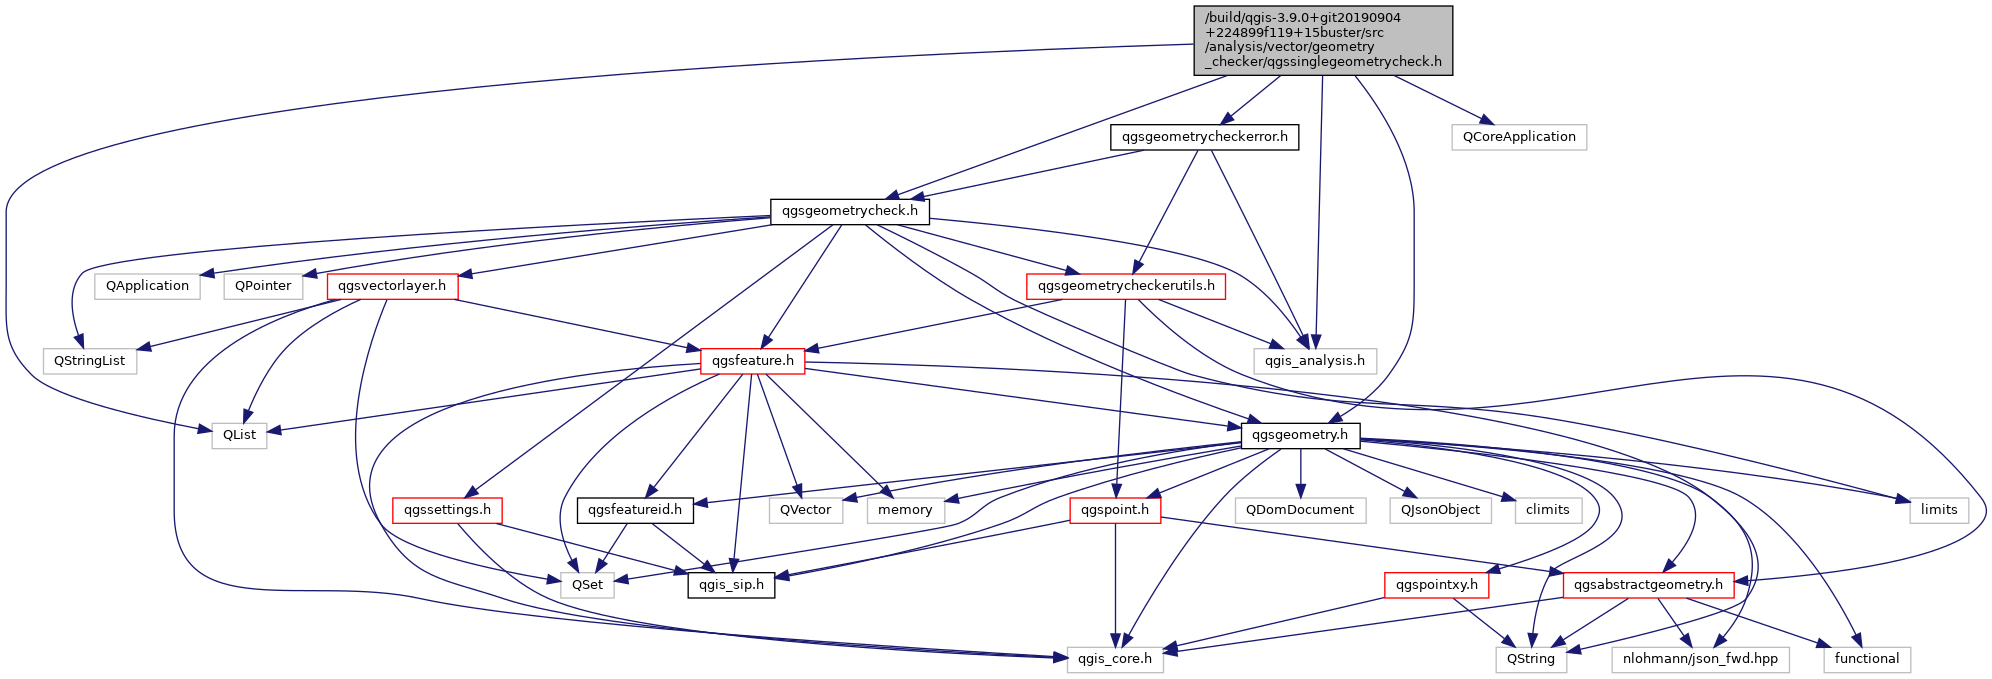 /build/qgis-3.9.0+git20190904
+224899f119+15buster/src
/analysis/vector/geometry
_checker/qgssinglegeometrycheck.h
qgsgeometrycheckerror.h
QCoreApplication
qgsgeometrycheck.h
QApplication
QPointer
qgsvectorlayer.h
qgsgeometrycheckerutils.h
QStringList
qgsfeature.h
qgis_analysis.h
QList
qgsgeometry.h
qgssettings.h
qgsfeatureid.h
QVector
memory
qgspoint.h
QDomDocument
QJsonObject
climits
limits
QSet
qgis_sip.h
qgspointxy.h
qgsabstractgeometry.h
qgis_core.h
QString
nlohmann/json_fwd.hpp
functional